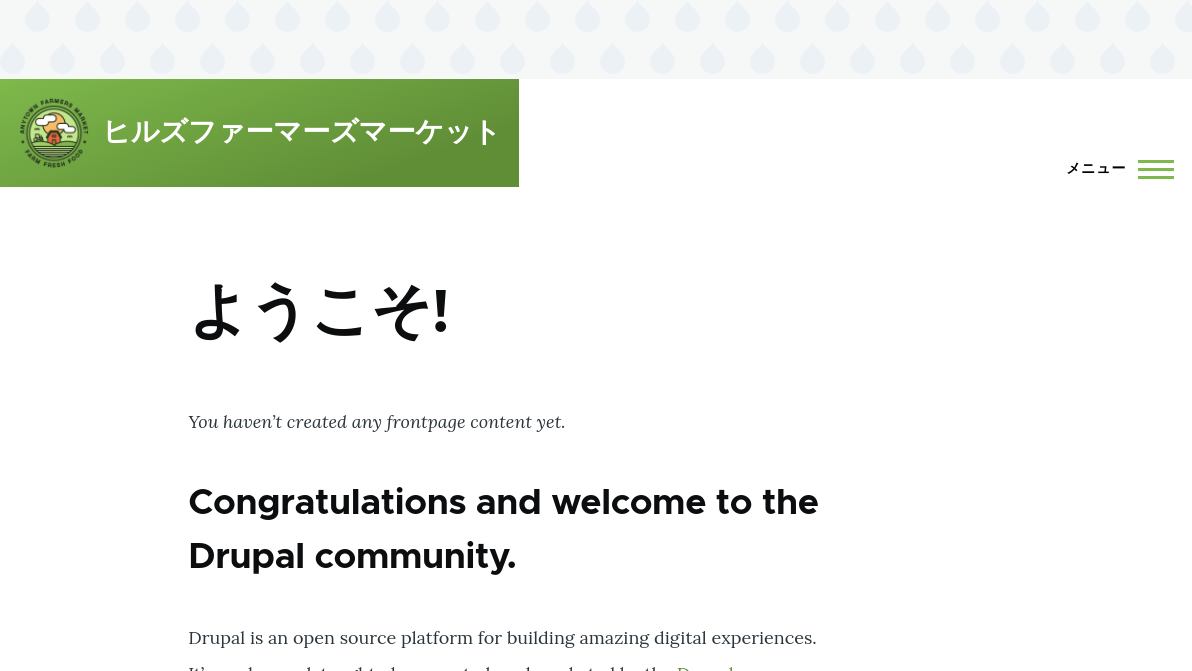 ANYTOWN FARMERS MARKET
FARM FRESH FOOD
ヒルズファーマーズマーケット
メニュー
ようこそ!
You haven’t created any frontpage content yet.
Congratulations and welcome to the
Drupal community.
Drupal is an open source platform for building amazing digital experiences.